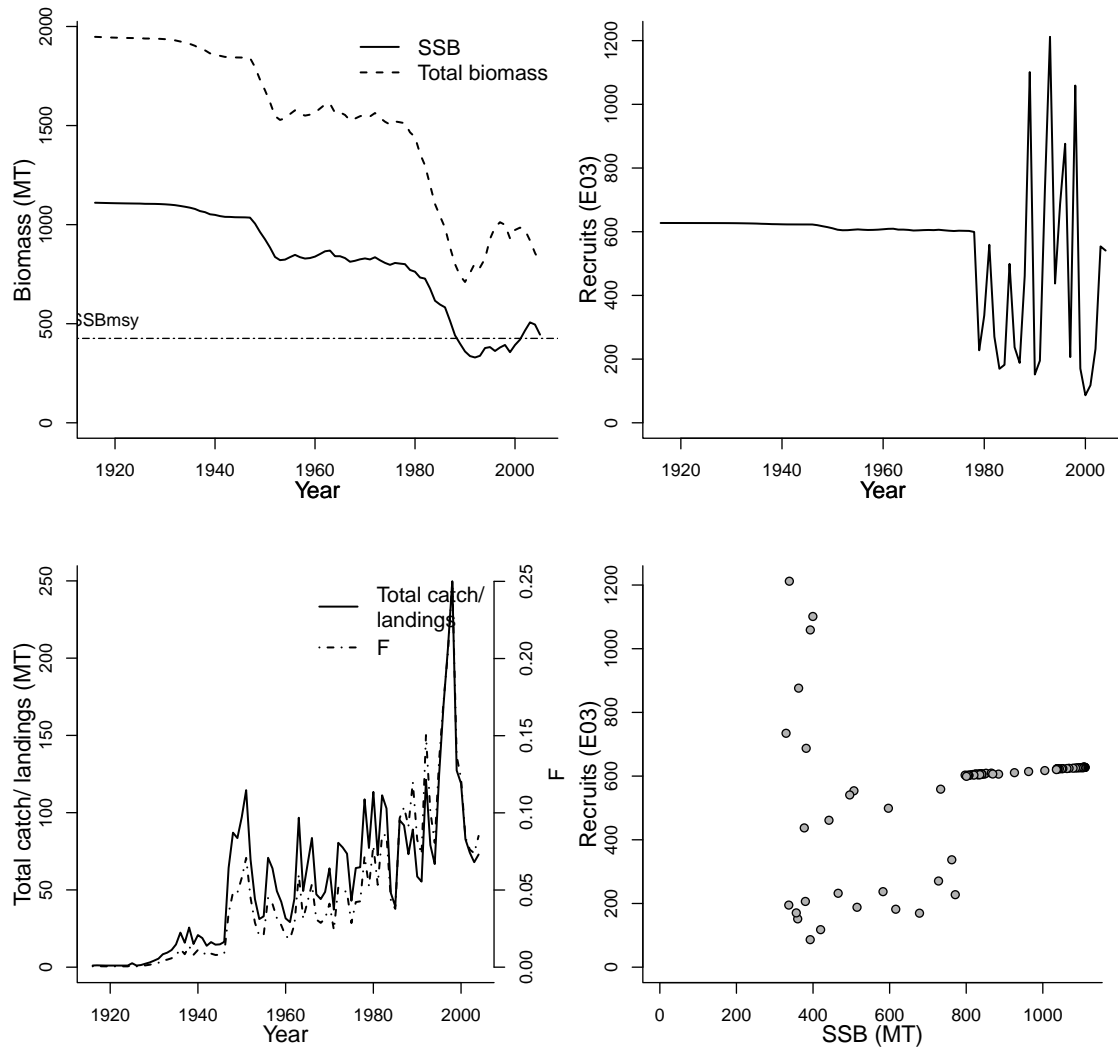 2000
1500
1000
500
0
Biomass (MT)
SSB
Total biomass
SSBmsy
1920 1940 1960 1980 2000
Year
1200
1000
800
600
400
200
0
Recruits (E03)
1920 1940 1960 1980 2000
Year
250
200
150
100
50
0
Total catch/ landings (MT)
Total catch/
landings
F
0.25
0.20
0.15
0.10
0.05
0.00
F
1920 1940 1960 1980 2000
Year
1200
1000
800
600
400
200
0
Recruits (E03)
0 200 400 600 800 1000
SSB (MT)